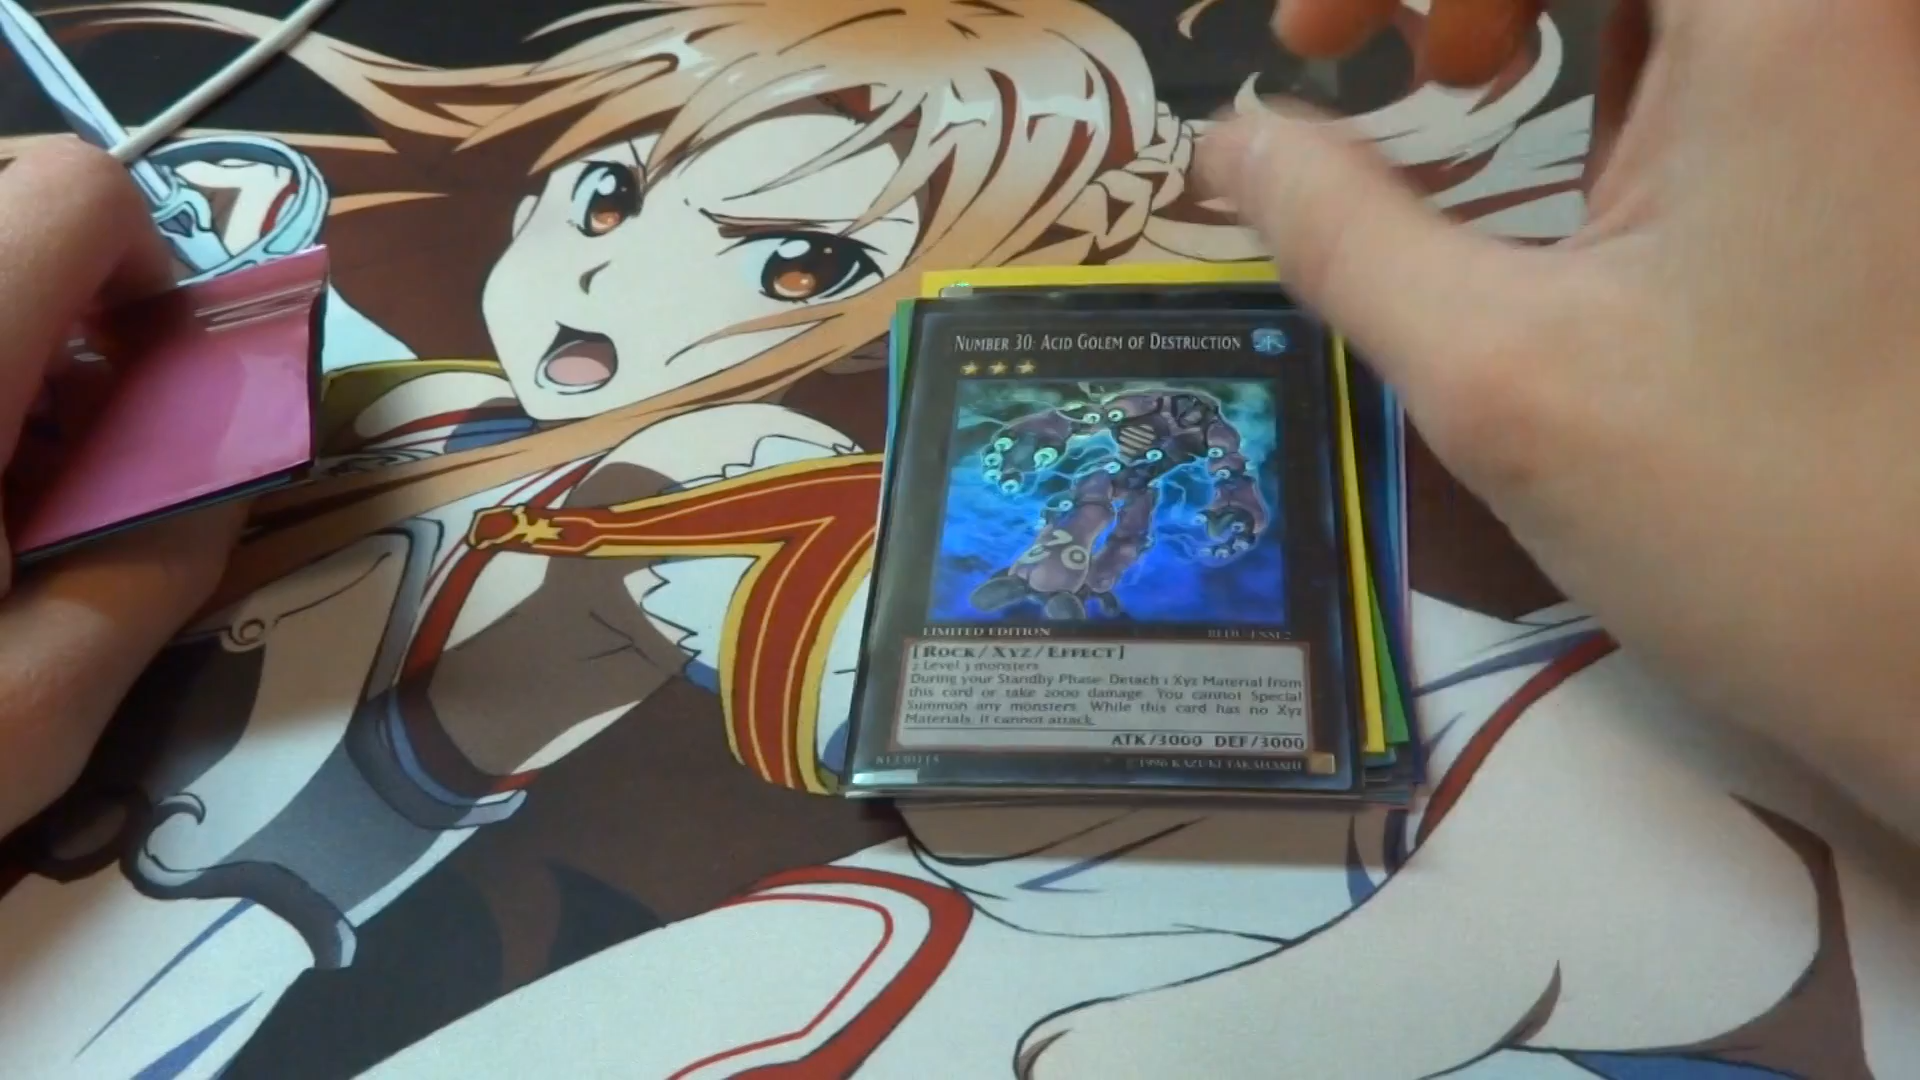 NUMBER 30: ACID GOLEM OF DESTRUCTION
LIMITED EDITION
[ROCK/XYZ/EFFECT]
2 Level 3 monsters
During your Standby Phase: Detach 1 Xyz Material from
this card or take 2000 damage. You cannot Special
Summon any monsters. While this card has no Xyz
Materials, it cannot attack.
ATK/3000 DEF/3000
©1996 KAZUKI TAKAHASHI